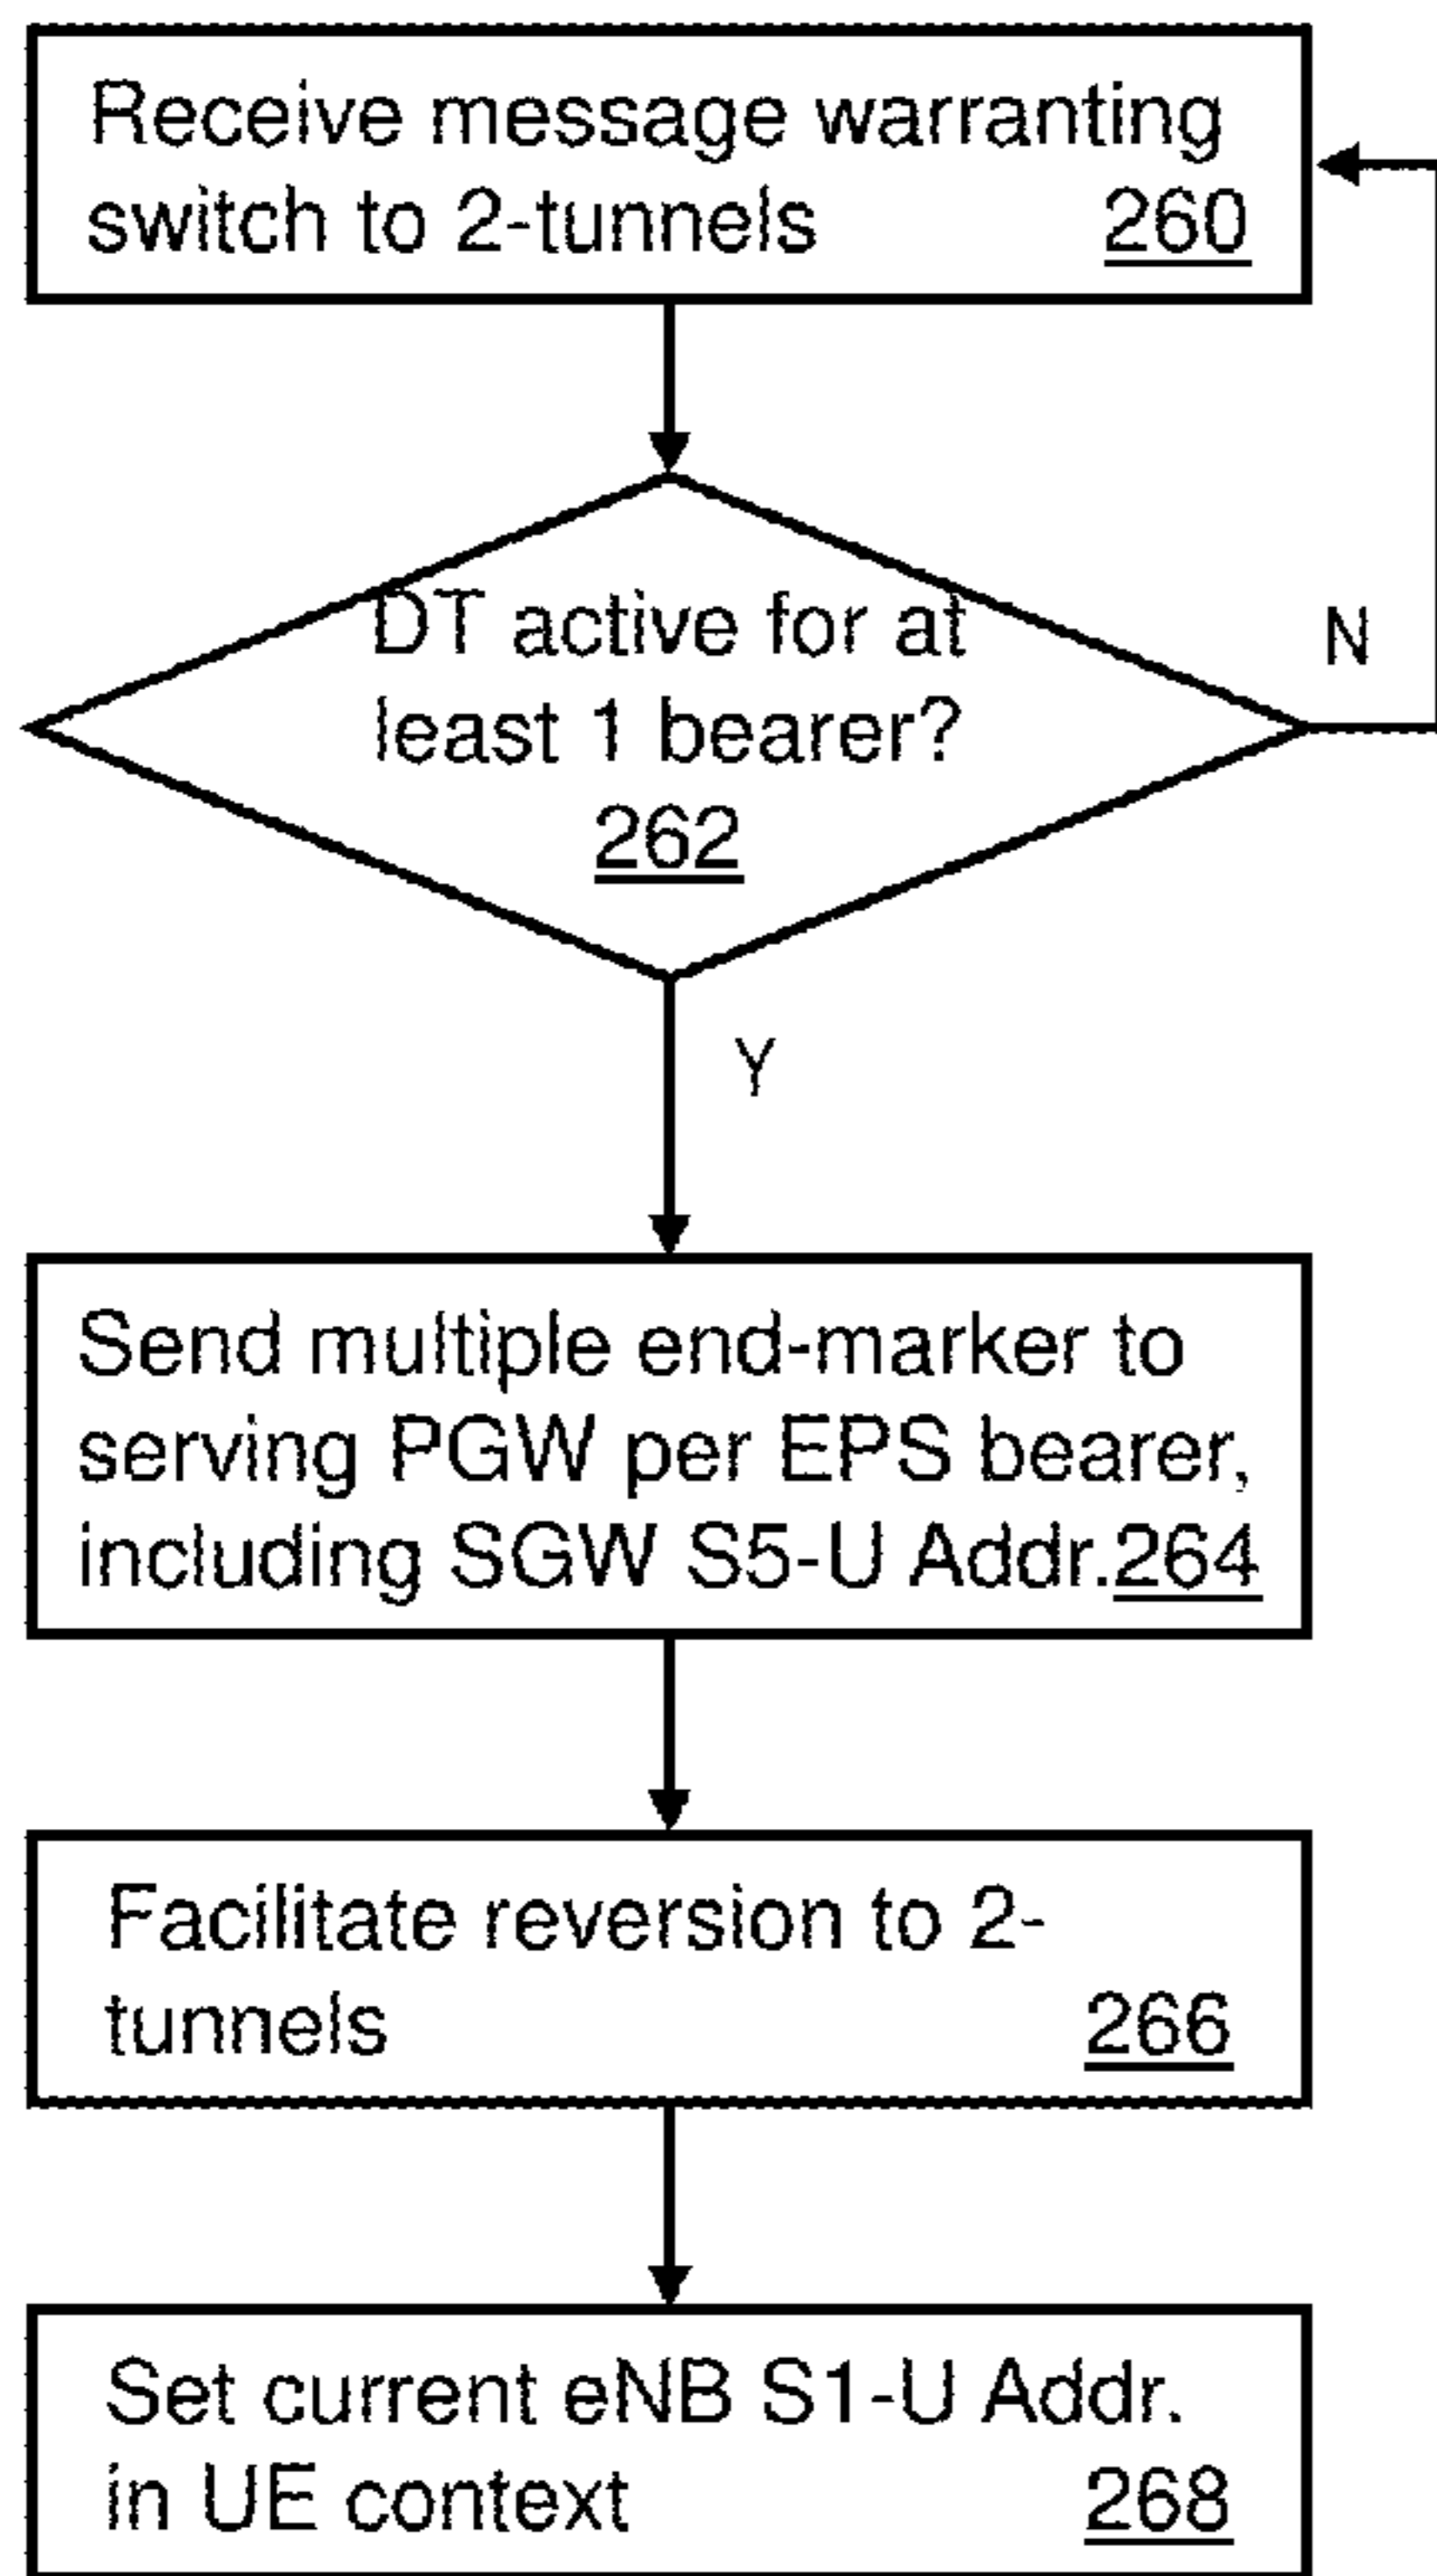 Receive message warranting
switch to 2-tunnels 260
DT active for at
least 1 bearer?
262
N
Y
Send multiple end-marker to
serving PGW per EPS bearer,
including SGW S5-U Addr.264
Facilitate reversion to 2-
tunnels 266
Set current eNB S1-U Addr.
in UE context 268